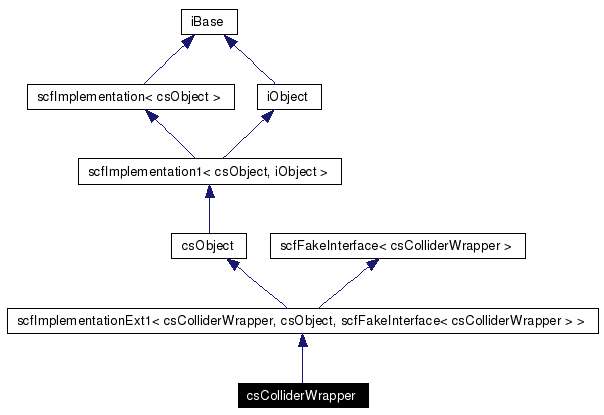 iBase
scfImplementation< csObject >
iObject
scfImplementation1< csObject, iObject >
csObject
scfFakeInterface< csColliderWrapper >
scfImplementationExt1< csColliderWrapper, csObject, scfFakeInterface< csColliderWrapper > >
csColliderWrapper